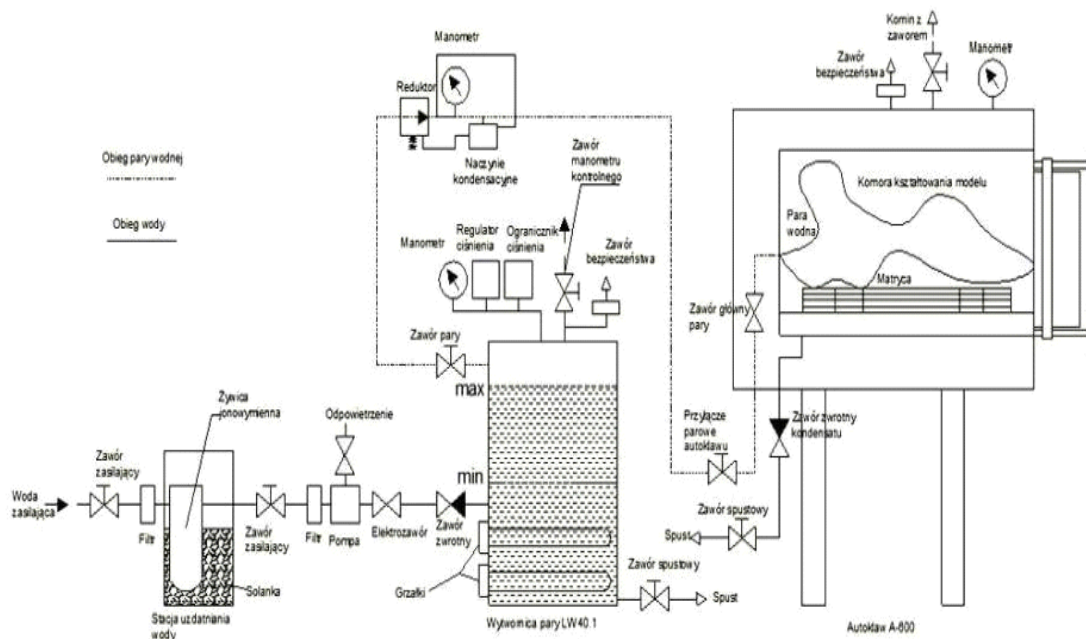 Komin z
zaworem
Manometr
Zawór
bezpieczeństwa
Manometr
Reduktor
Naczynie
kondensacyjne
Zawór
manometru
kontrolnego
Obieg pary wodnej
Obieg wody
Komora kształtowania modelu
Para
wodna
Matryca
Manometr
Regulator
ciśnienia
Ogranicznik
ciśnienia
Zawór
bezpieczeństwa
Zawór główny
pary
Zawór pary
max
min
Żywica
jonowymienna
Odpowietrzenie
Przyłącze
parowe
autoklawu
Zawór zwrotny
kondensatu
Zawór
zasilający
Woda
zasilająca
Filtr
Zawór
zasilający
Filtr
Pompa
Elektrozawór
Zawór
zwrotny
Zawór spustowy
Spust
Solanka
Grzałki
Zawór spustowy
Spust
Stacja uzdatniania
wody
Wytwornica pary LW40.1
Autoklaw A-600